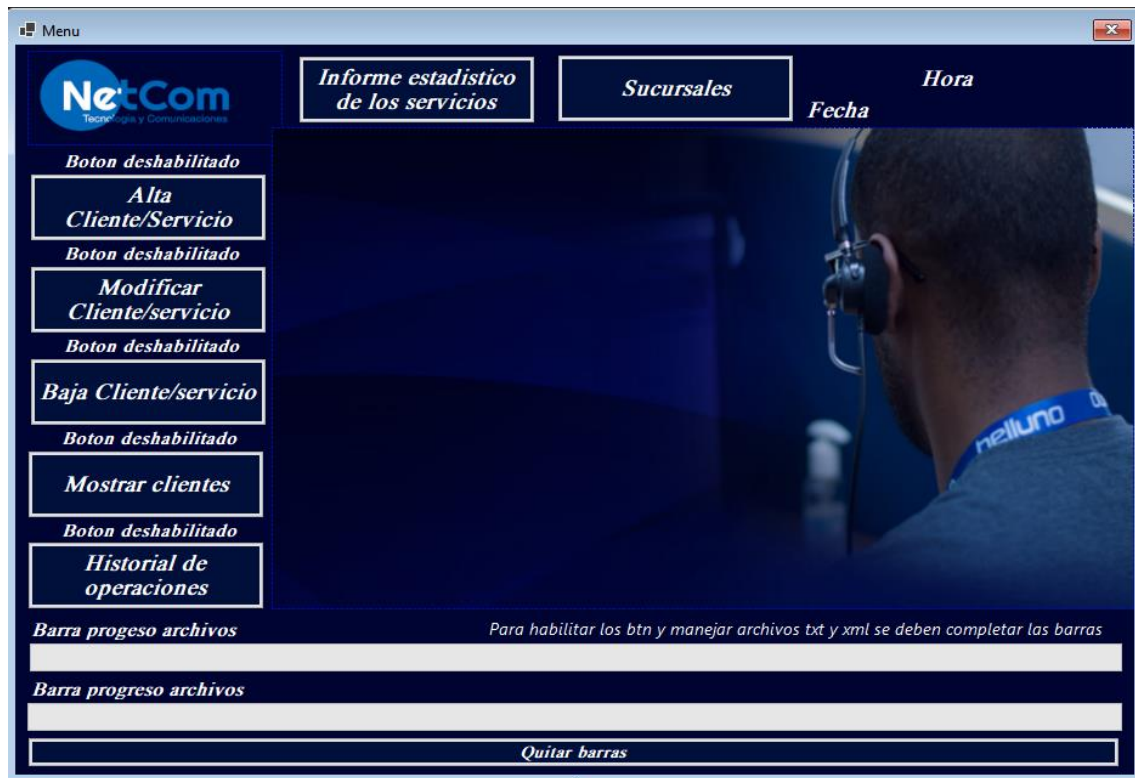 Menu
NetCom
Tecnologia y Comunicaciones
Informe estadistico
de los servicios
Sucursales
Hora
Fecha
Boton deshabilitado
Alta
Cliente/Servicio
Boton deshabilitado
Modificar
Cliente/servicio
Boton deshabilitado
Baja Cliente/servicio
Boton deshabilitado
Mostrar clientes
Boton deshabilitado
Historial de
operaciones
nelluno
Barra progeso archivos
Para habilitar los btn y manejar archivos txt y xml se deben completar las barras
Barra progreso archivos
Quitar barras